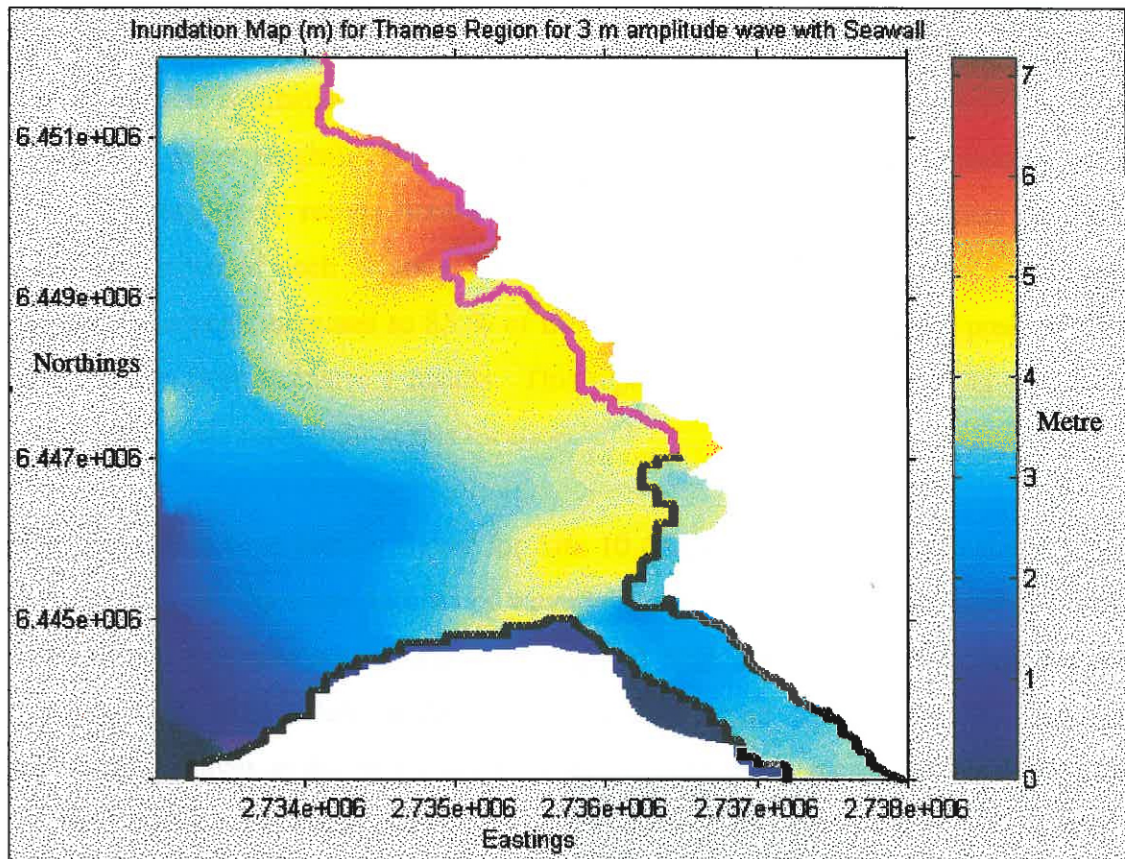 Inundation Map (m) for Thames Region for 3 m amplitude wave with Seawall
7
6.451e+006
6
5
6.449e+006
Northings
4
Metre
6.447e+006
3
2
6.445e+006
1
0
2.734e+006 2.735e+006 2.736e+006 2.737e+006 2.738e+006
Eastings